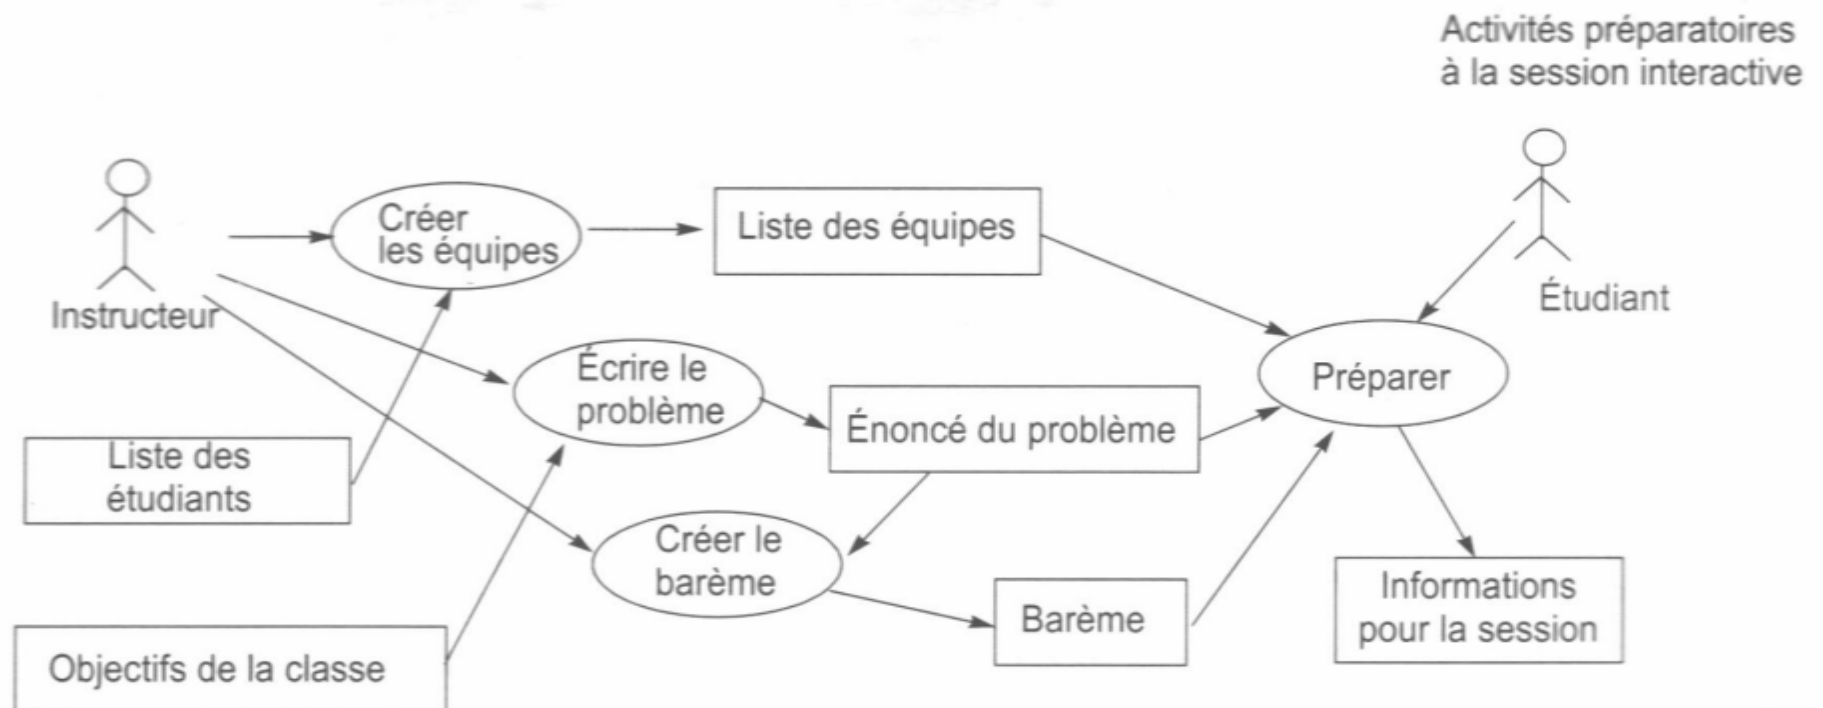 Activités préparatoires
à la session interactive
Créer
les équipes
Liste des équipes
Instructeur
Étudiant
Écrire le
problème
Préparer
Énoncé du problème
Liste des
étudiants
Créer le
barème
Barème
Informations
pour la session
Objectifs de la classe